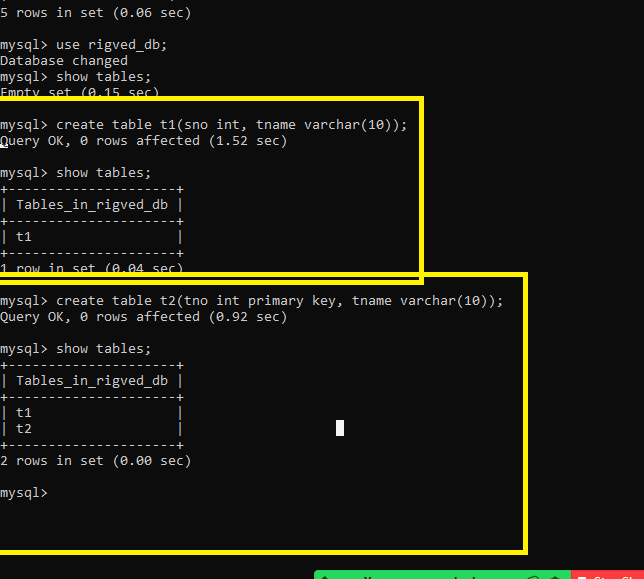 5 rows in set (0.06 sec)
mysql> use rigved_db;
Database changed
mysql> show tables;
Empty set (0.15 sec)
mysql> create table t1(sno int, tname varchar(10));
Query OK, 0 rows affected (1.52 sec)
mysql> show tables;
+---------------------+
| Tables_in_rigved_db |
+---------------------+
| t1                  |
+---------------------+
1 row in set (0.04 sec)
mysql> create table t2(tno int primary key, tname varchar(10));
Query OK, 0 rows affected (0.92 sec)
mysql> show tables;
+---------------------+
| Tables_in_rigved_db |
+---------------------+
| t1                  |
| t2                  |
+---------------------+
2 rows in set (0.00 sec)
mysql>